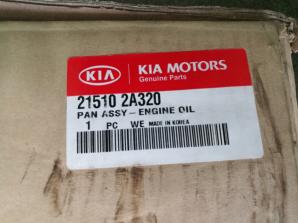 KIA
KIA MOTORS
Genuine Parts
21510 2A320
PAN ASSY-ENGINE OIL
1 PC WE MADE IN KOREA